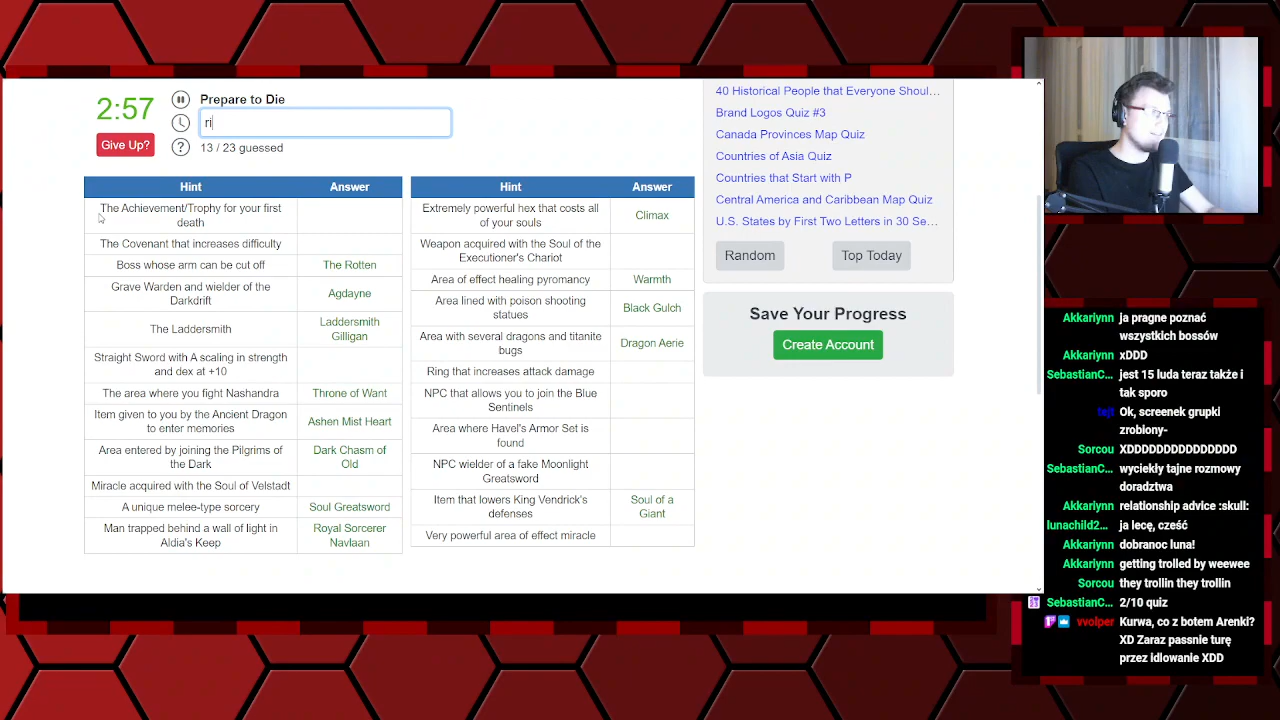 2:57
Give Up?
Prepare to Die
ri
13 / 23 guessed
Hint
Answer
The Achievement/Trophy for your first
death
The Covenant that increases difficulty
Boss whose arm can be cut off
The Rotten
Grave Warden and wielder of the
Darkdrift
Agdayne
The Laddersmith
Laddersmith
Gilligan
Straight Sword with A scaling in strength
and dex at +10
The area where you fight Nashandra
Throne of Want
Item given to you by the Ancient Dragon
to enter memories
Ashen Mist Heart
Area entered by joining the Pilgrims of
the Dark
Dark Chasm of
Old
Miracle acquired with the Soul of Velstadt
A unique melee-type sorcery
Soul Greatsword
Man trapped behind a wall of light in
Aldia's Keep
Royal Sorcerer
Navlaan
Hint
Answer
Extremely powerful hex that costs all
of your souls
Climax
Weapon acquired with the Soul of the
Executioner's Chariot
Area of effect healing pyromancy
Warmth
Area lined with poison shooting
statues
Black Gulch
Area with several dragons and titanite
bugs
Dragon Aerie
Ring that increases attack damage
NPC that allows you to join the Blue
Sentinels
Area where Havel's Armor Set is
found
NPC wielder of a fake Moonlight
Greatsword
Item that lowers King Vendrick's
defenses
Soul of a
Giant
Very powerful area of effect miracle
40 Historical People that Everyone Shoul...
Brand Logos Quiz #3
Canada Provinces Map Quiz
Countries of Asia Quiz
Countries that Start with P
Central America and Caribbean Map Quiz
U.S. States by First Two Letters in 30 Se...
Random
Top Today
Save Your Progress
Create Account
Akkariynn ja pragne poznać
wszystkich bossów
Akkariynn xDDD
SebastianC... jest 15 luda teraz także i
tak sporo
tejt Ok, screenek grupki
zrobiony-
Sorcou XDDDDDDDDDDDDDDD
SebastianC... wyciekły tajne rozmowy
doradztwa
Akkariynn relationship advice :skull:
lunachild2... ja lecę, cześć
Akkariynn dobranoc luna!
Akkariynn getting trolled by weewee
Sorcou they trollin they trollin
SebastianC... 2/10 quiz
vvolper Kurwa, co z botem Arenki?
XD Zaraz passnie turę
przez idlowanie XDD